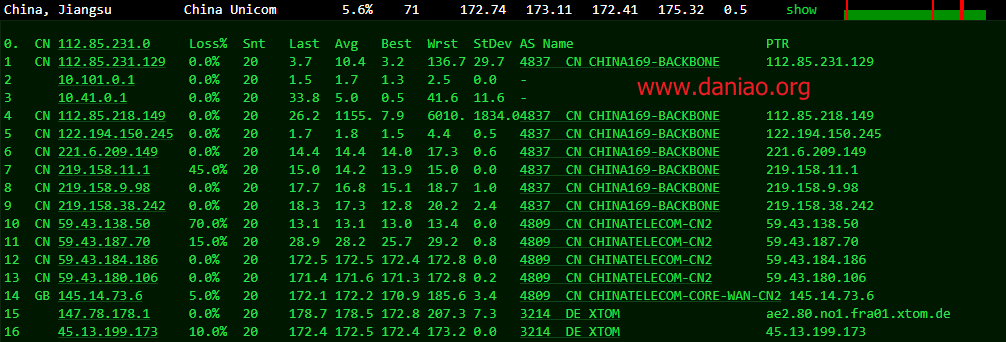 China, Jiangsu China Unicom 5.6% 71 172.74 173.11 172.41 175.32 0.5 show
0. CN 112.85.231.0 Loss% Snt Last Avg Best Wrst StDev AS Name PTR
1 CN 112.85.231.129 0.0% 20 3.7 10.4 3.2 136.7 29.7 4837 CN CHINA169-BACKBONE 112.85.231.129
2 10.101.0.1 0.0% 20 1.5 1.7 1.3 2.5 0.0 -
www.daniao.org
3 10.41.0.1 0.0% 20 33.8 5.0 0.5 41.6 11.6 -
4 CN 112.85.218.149 0.0% 20 26.2 1155. 7.9 6010. 1834.0 4837 CN CHINA169-BACKBONE 112.85.218.149
5 CN 122.194.150.245 0.0% 20 1.7 1.8 1.5 4.4 0.5 4837 CN CHINA169-BACKBONE 122.194.150.245
6 CN 221.6.209.149 0.0% 20 14.4 14.4 14.0 17.3 0.6 4837 CN CHINA169-BACKBONE 221.6.209.149
7 CN 219.158.11.1 45.0% 20 15.0 14.2 13.9 15.0 0.0 4837 CN CHINA169-BACKBONE 219.158.11.1
8 CN 219.158.9.98 0.0% 20 17.7 16.8 15.1 18.7 1.0 4837 CN CHINA169-BACKBONE 219.158.9.98
9 CN 219.158.38.242 0.0% 20 18.3 17.3 12.8 20.2 2.4 4837 CN CHINA169-BACKBONE 219.158.38.242
10 CN 59.43.138.50 70.0% 20 13.1 13.1 13.0 13.4 0.0 4809 CN CHINATELECOM-CN2 59.43.138.50
11 CN 59.43.187.70 15.0% 20 28.9 28.2 25.7 29.2 0.8 4809 CN CHINATELECOM-CN2 59.43.187.70
12 CN 59.43.184.186 0.0% 20 172.5 172.5 172.4 172.8 0.0 4809 CN CHINATELECOM-CN2 59.43.184.186
13 CN 59.43.180.106 0.0% 20 171.4 171.6 171.3 172.8 0.2 4809 CN CHINATELECOM-CN2 59.43.180.106
14 GB 145.14.73.6 5.0% 20 172.1 172.2 170.9 185.6 3.4 4809 CN CHINATELECOM-CORE-WAN-CN2 145.14.73.6
15 147.78.178.1 0.0% 20 178.7 178.5 172.8 207.3 7.3 3214 DE XTOM ae2.80.no1.fra01.xtom.de
16 45.13.199.173 10.0% 20 172.4 172.5 172.4 173.2 0.0 3214 DE XTOM 45.13.199.173